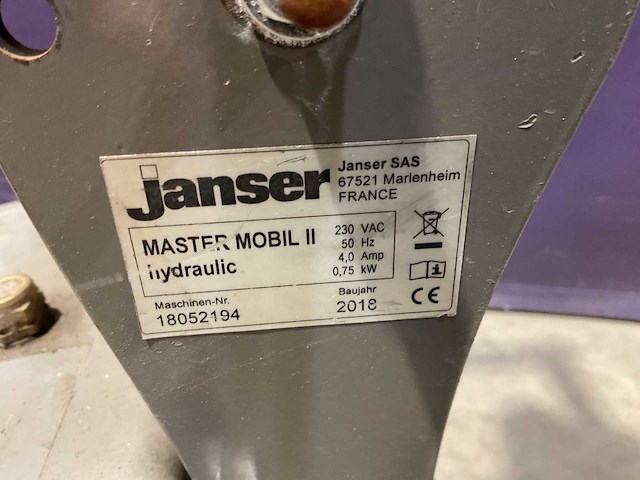 janser
Janser SAS
67521 Marlenheim
FRANCE
MASTER MOBIL II
hydraulic
230 VAC
50 Hz
4,0 Amp
0,75 kW
Maschinen-Nr.
18052194
Baujahr
2018
CE